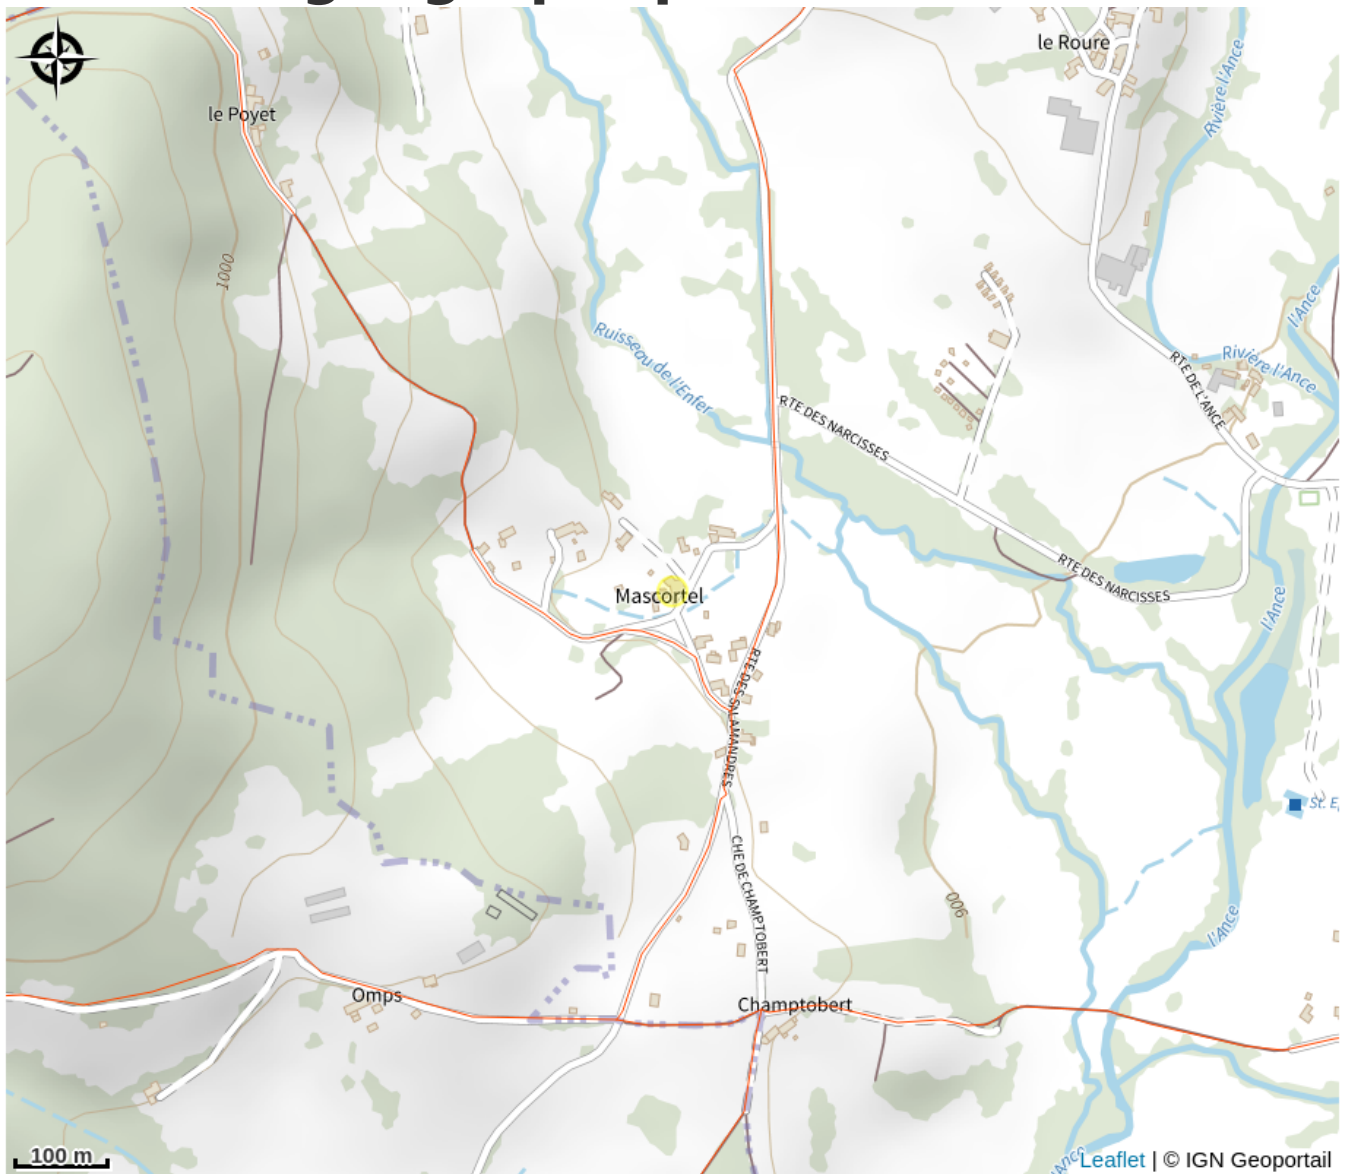 le Roure
Rivière l'Ance
le Poyet
1000
l'Ance
Ruisseau de l'Enfer
Rivière l'Ance
RTE DE L'ANCE
RTE DES NARCISSES
RTE DES NARCISSES
Mascortel
l'Ance
RTE DES SALAMANDRES
St. E
CHE DE CHAMPTOBERT
900
l'Ance
Omps
Champtobert
100 m
Ance
Leaflet | © IGN Geoportail